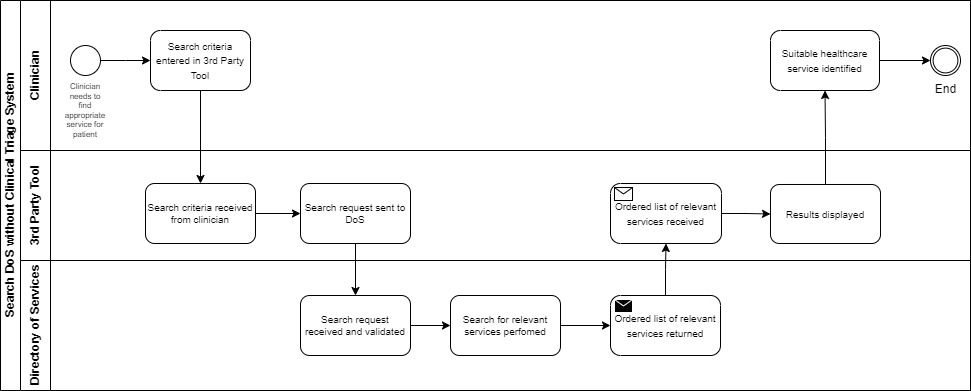 Search DoS without Clinical Triage System
Clinician
Clinician
needs to
find
appropriate
service for
patient
Search criteria
entered in 3rd Party
Tool
Suitable healthcare
service identified
End
3rd Party Tool
Search criteria received
from clinician
Search request sent to
DoS
Ordered list of relevant
services received
Results displayed
Directory of Services
Search request
received and validated
Search for relevant
services perfomed
Ordered list of relevant
services returned